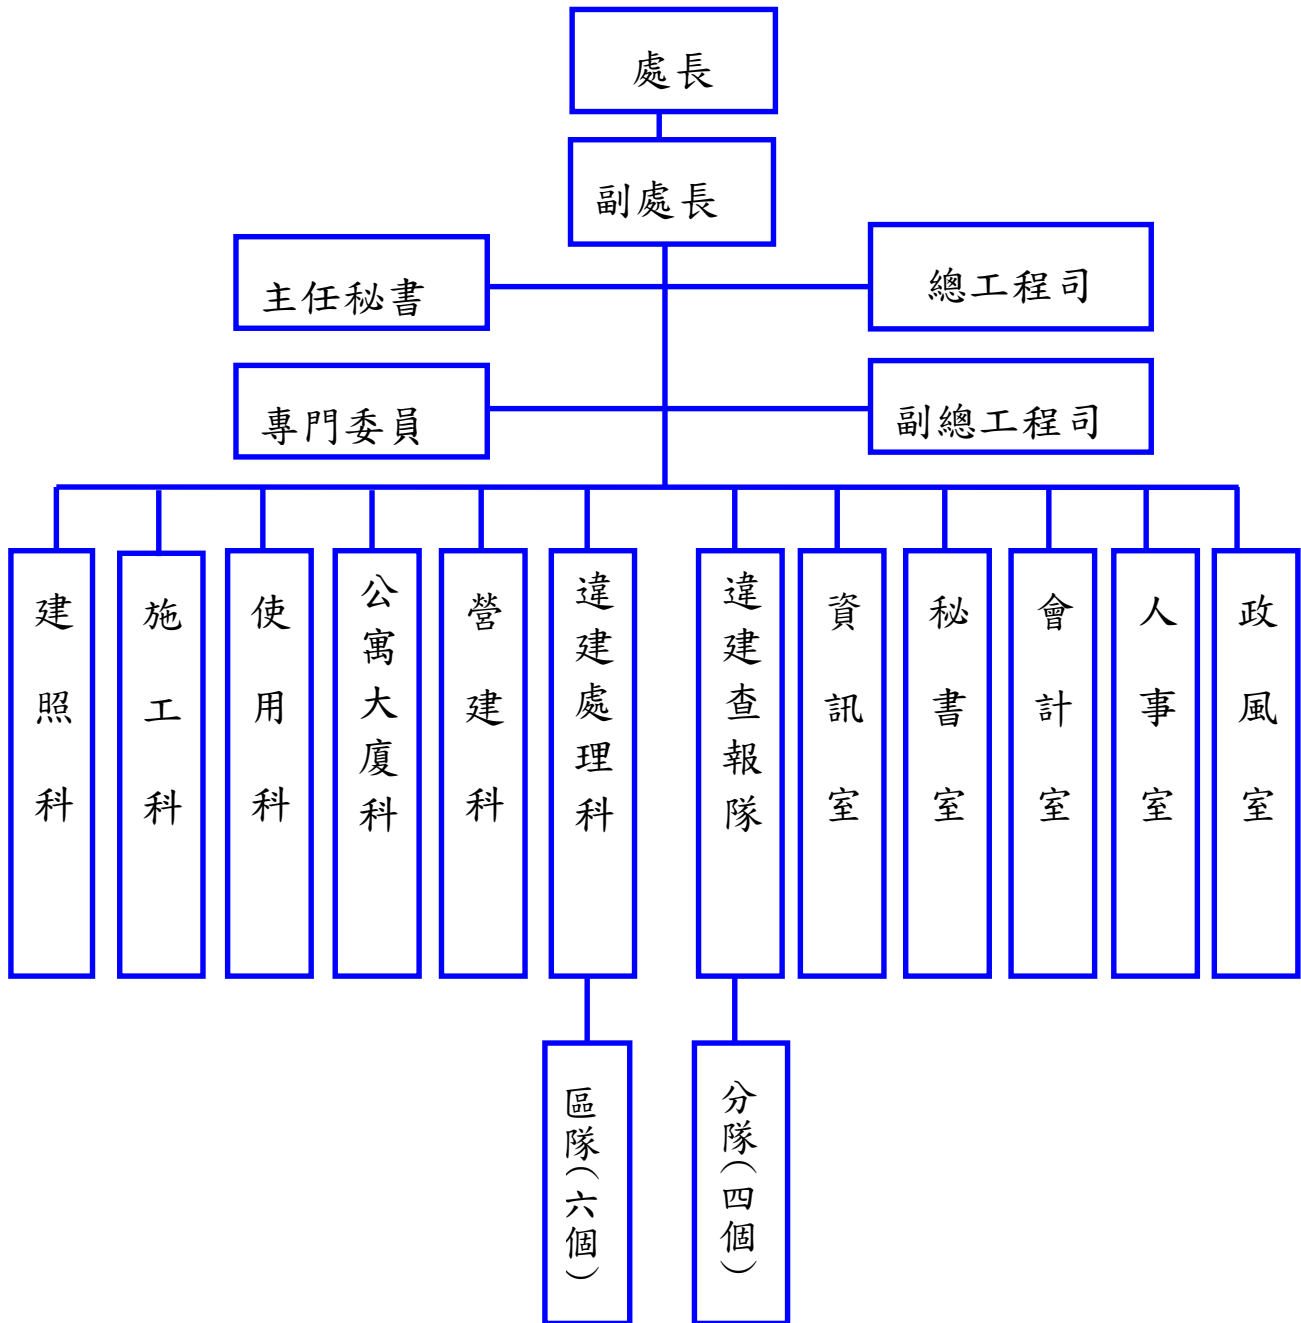 處長
副處長
主任秘書
總工程司
專門委員
副總工程司
建照科
施工科
使用科
公寓大廈科
營建科
違建處理科
違建查報隊
資訊室
秘書室
會計室
人事室
政風室
區隊(六個)
分隊(四個)